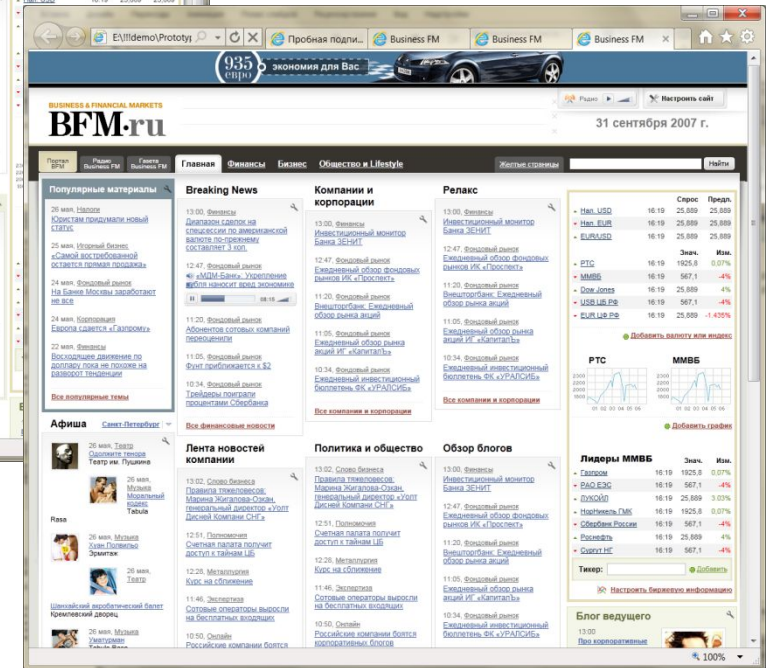 E:\!!!demo\Prototy
Пробная подпи...
Business FM
Business FM
Business FM
935 евро экономия для Вас
Радио
Настроить сайт
BUSINESS & FINANCIAL MARKETS
BFM.ru
31 сентября 2007 г.
Портал BFM
Радио Business FM
Газета Business FM
Главная
Финансы
Бизнес
Общество и Lifestyle
Желтые страницы
Найти
Популярные материалы
26 мая, Налоги
Юристам придумали новый
статус
25 мая, Игорный бизнес
«Самой востребованной
остается прямая продажа»
24 мая, Фондовый рынок
На Банке Москвы заработают
не все
24 мая, Корпорация
Европа сдается «Газпрому»
22 мая, Финансы
Восходящее движение по
доллару пока не похоже на
разворот тенденции
Все популярные темы
Breaking News
13:00, Финансы
Диапазон сделок на
спецсессии по американской
валюте по-прежнему
составляет 3 коп.
12:47, Фондовый рынок
«МДМ-Банк». Укрепление
рубля наносит вред экономике
08:15
11:20, Фондовый рынок
Абонентов сотовых компаний
переоценили
11:05, Фондовый рынок
Фунт приближается к $2
10:34, Фондовый рынок
Трейдеры поиграли
процентами Сбербанка
Все финансовые новости
Компании и
корпорации
13:00, Финансы
Инвестиционный монитор
Банка ЗЕНИТ
12:47, Фондовый рынок
Ежедневный обзор фондовых
рынков ИК «Проспект»
11:20, Фондовый рынок
Внешторгбанк: Ежедневный
обзор рынка акций
11:05, Фондовый рынок
Ежедневный обзор рынка
акций ИГ «КапиталЪ»
10:34, Фондовый рынок
Ежедневный инвестиционный
бюллетень ФК «УРАЛСИБ»
Все компании и корпорации
Релакс
13:00, Финансы
Инвестиционный монитор
Банка ЗЕНИТ
12:47, Фондовый рынок
Ежедневный обзор фондовых
рынков ИК «Проспект»
11:20, Фондовый рынок
Внешторгбанк: Ежедневный
обзор рынка акций
11:05, Фондовый рынок
Ежедневный обзор рынка
акций ИГ «КапиталЪ»
10:34, Фондовый рынок
Ежедневный инвестиционный
бюллетень ФК «УРАЛСИБ»
Все компании и корпорации
Спрос Предл.
Нал. USD 16:19 25,889 25,889
Нал. EUR 16:19 25,889 25,889
EUR/USD 16:19 25,889 25,889
Знач. Изм.
РТС 16:19 1925,8 0,07%
ММВБ 16:19 567,1 -4%
Dow Jones 16:19 25,889 4%
USB ЦБ РФ 16:19 567,1 -4%
EUR ЦБ РФ 16:19 25,889 -1.435%
Добавить валюту или индекс
РТС ММВБ
01 02 03 04 05 06
Добавить график
Лидеры ММВБ Знач. Изм.
Газпром 16:19 1925,8 0,07%
РАО ЕЭС 16:19 567,1 -4%
ЛУКОЙЛ 16:19 25,889 3.03%
НорНикель ГМК 16:19 1925,8 0,07%
Сбербанк России 16:19 567,1 -4%
Роснефть 16:19 25,889 4%
Сургут НГ 16:19 567,1 -4%
Тикер: Добавить
Настроить биржевую информацию
Блог ведущего
13:00
Про корпоративные
Афиша Санкт-Петербург
26 мая, Театр
Одолжите тенора
Театр им. Пушкина
26 мая,
Музыка
Моральный
кодекс
Tabula
Rasa
26 мая, Музыка
Хуан Полвильо
Эрмитаж
26 мая,
Театр
Шанхайский акробатический балет
Кремлевский дворец
26 мая, Музыка
Уматурман
Tabula Rasa
Лента новостей
компании
13:02, Слово бизнеса
Правила тяжеловесов:
Марина Жигалова-Озкан,
генеральный директор «Уолт
Дисней Компани СНГ»
12:51, Полномочия
Счетная палата получит
доступ к тайнам ЦБ
12:28, Металлургия
Курс на сближение
11:46, Экспертиза
Сотовые операторы выросли
на бесплатных входящих
10:50, Онлайн
Российские компании боятся
Политика и общество
13:02, Слово бизнеса
Правила тяжеловесов:
Марина Жигалова-Озкан,
генеральный директор «Уолт
Дисней Компани СНГ»
12:51, Полномочия
Счетная палата получит
доступ к тайнам ЦБ
12:28, Металлургия
Курс на сближение
11:46, Экспертиза
Сотовые операторы выросли
на бесплатных входящих
10:50, Онлайн
Российские компании боятся
корпоративных блогов
Обзор блогов
13:00, Финансы
Инвестиционный монитор
Банка ЗЕНИТ
12:47, Фондовый рынок
Ежедневный обзор фондовых
рынков ИК «Проспект»
11:20, Фондовый рынок
Внешторгбанк: Ежедневный
обзор рынка акций
11:05, Фондовый рынок
Ежедневный обзор рынка
акций ИГ «КапиталЪ»
10:34, Фондовый рынок
Ежедневный инвестиционный
бюллетень ФК «УРАЛСИБ»
100%